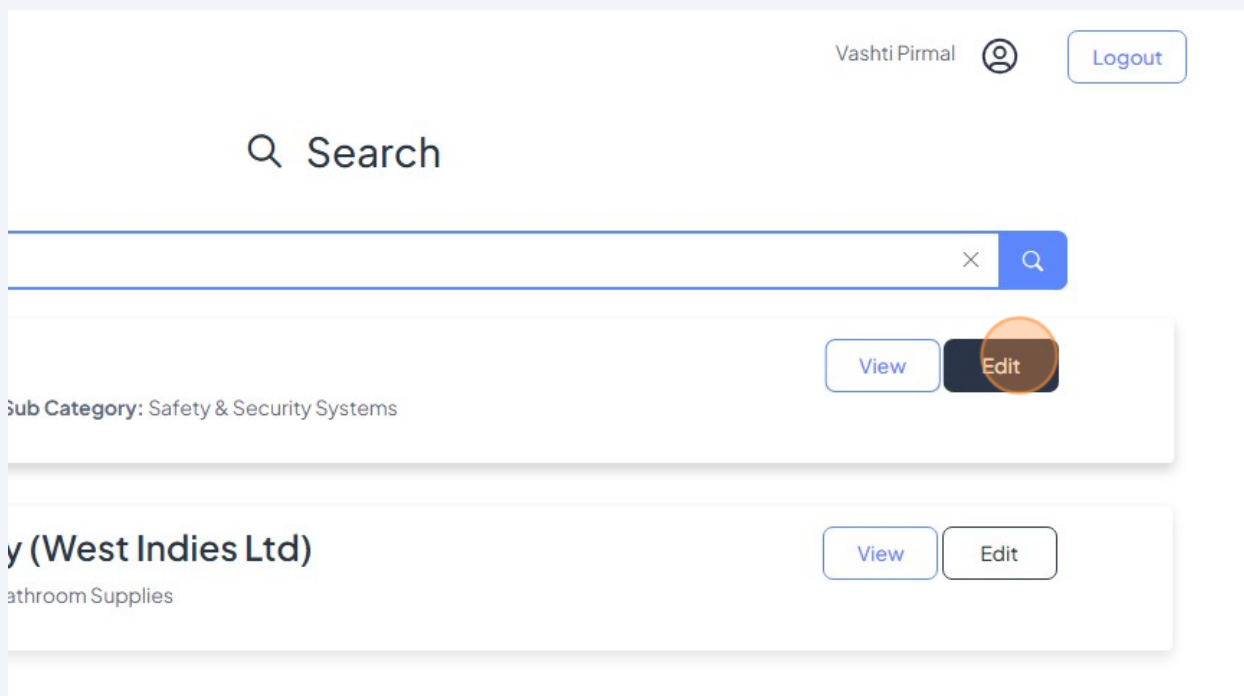 Vashti Pirmal
Logout
Search
View
Edit
Sub Category: Safety & Security Systems
y (West Indies Ltd)
View
Edit
athroom Supplies